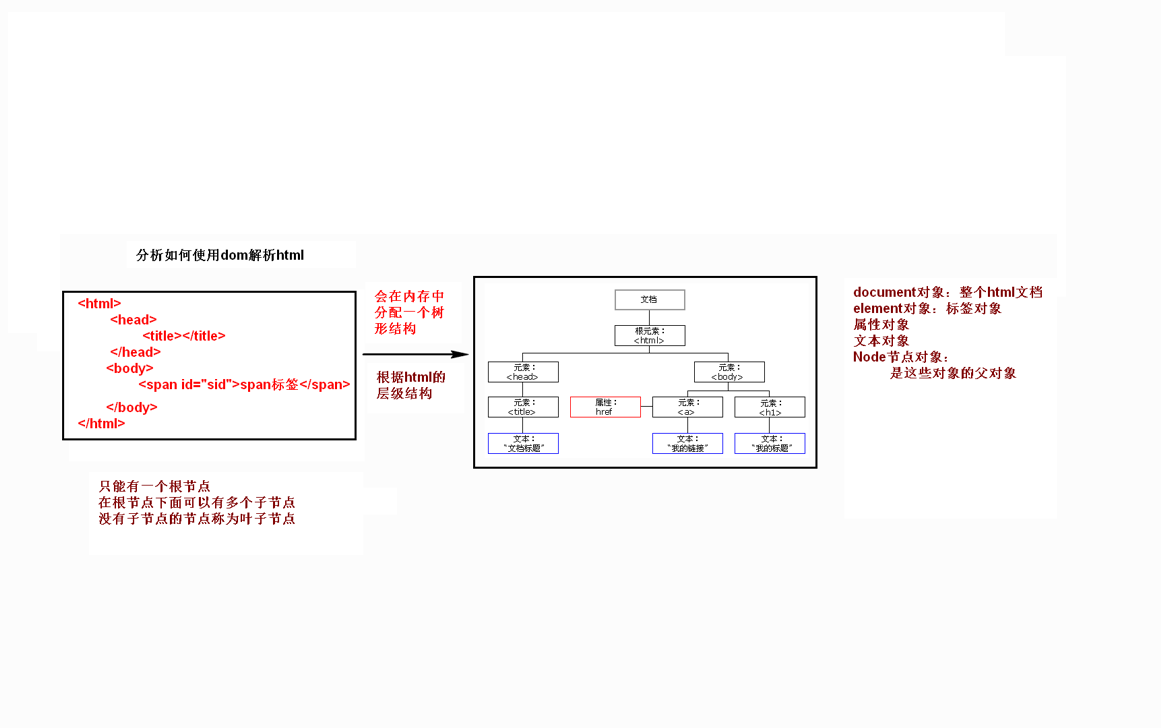 分析如何使用dom解析html
<html>
<head>
<title></title>
</head>
<body>
<span id="sid">span标签</span>
</body>
</html>
会在内存中
分配一个树
形结构
根据html的
层级结构
文档
根元素：
<html>
元素：
<head>
元素：
<body>
元素：
<title>
属性：
href
元素：
<a>
元素：
<h1>
文本：
"文档标题"
文本：
"我的链接"
文本：
"我的标题"
document对象：整个html文档
element对象：标签对象
属性对象
文本对象
Node节点对象：
是这些对象的父对象
只能有一个根节点
在根节点下面可以有多个子节点
没有子节点的节点称为叶子节点